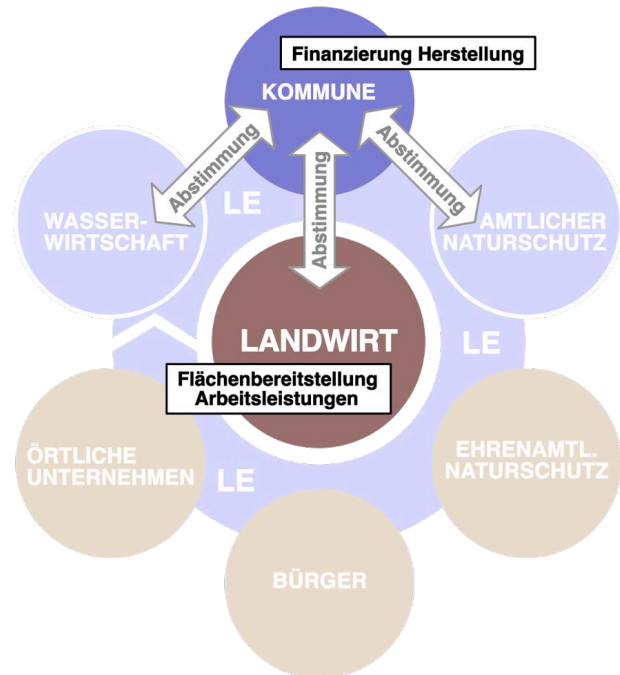 Finanzierung Herstellung
KOMMUNE
Abstimmung
Abstimmung
Abstimmung
LE
WASSER-
WIRTSCHAFT
AMTLICHER
NATURSCHUTZ
LANDWIRT
LE
Flächenbereitstellung
Arbeitsleistungen
ÖRTLICHE
UNTERNEHMEN
LE
EHRENAMTL.
NATURSCHUTZ
BÜRGER